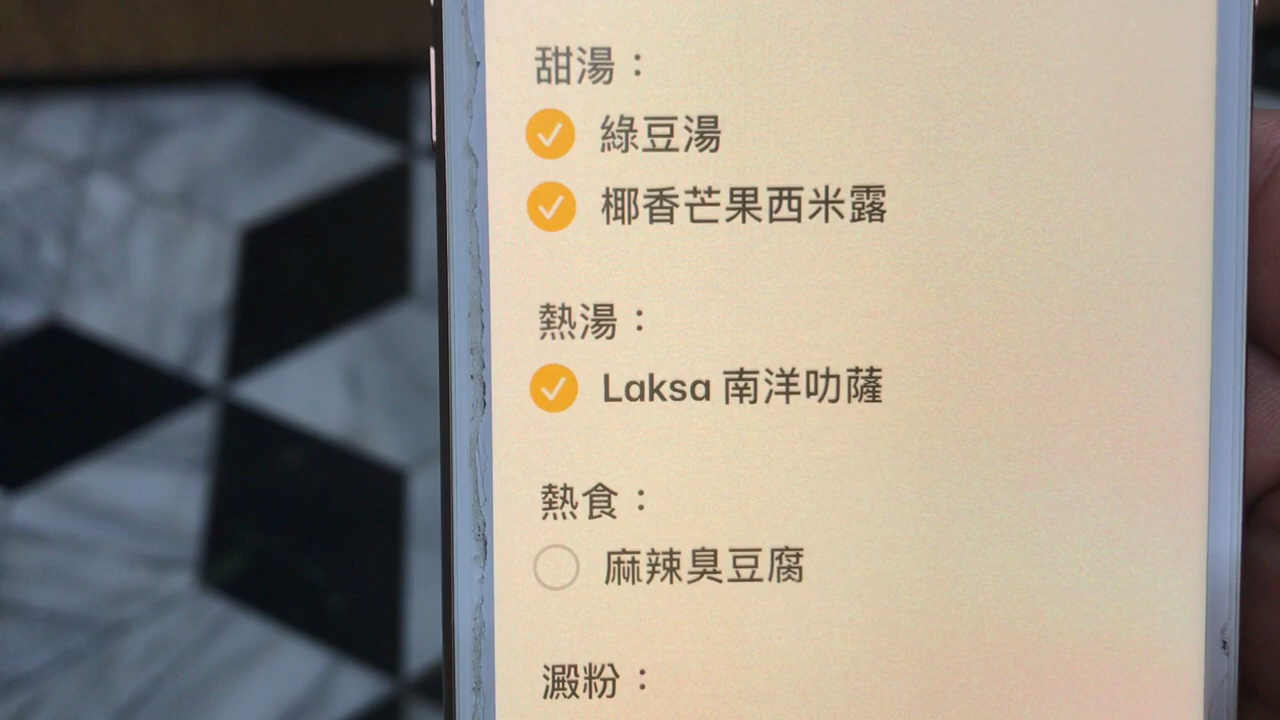 甜湯：
綠豆湯
椰香芒果西米露
熱湯：
Laksa 南洋叻薩
熱食：
麻辣臭豆腐
澱粉：